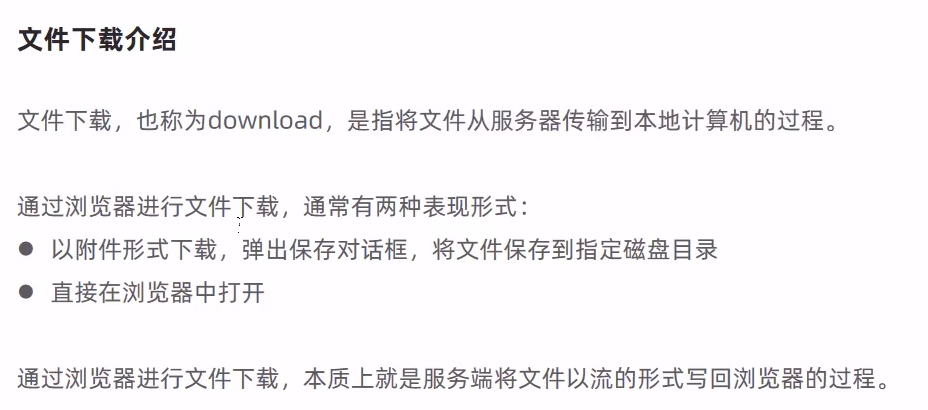 文件下载介绍
文件下载，也称为download，是指将文件从服务器传输到本地计算机的过程。
通过浏览器进行文件下载，通常有两种表现形式：
● 以附件形式下载，弹出保存对话框，将文件保存到指定磁盘目录
● 直接在浏览器中打开
通过浏览器进行文件下载，本质上就是服务端将文件以流的形式写回浏览器的过程。